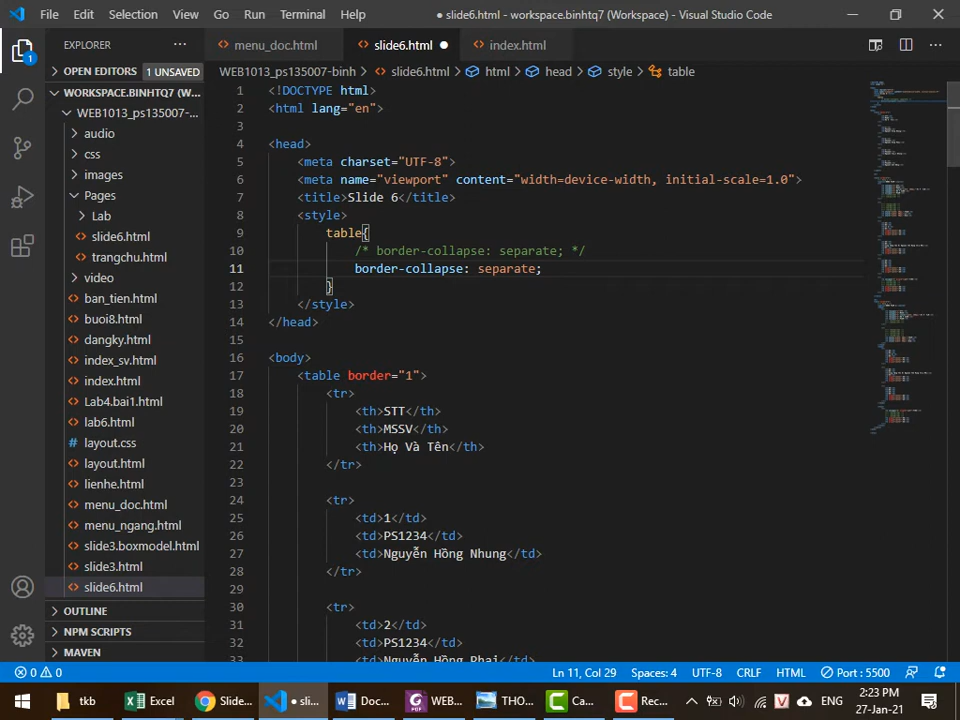 File Edit Selection View Go Run Terminal Help ● slide6.html - workspace.binhtq7 (Workspace) - Visual Studio Code
EXPLORER
menu_doc.html slide6.html ● index.html
OPEN EDITORS 1 UNSAVED
WEB1013_ps135007-binh > slide6.html > html > head > style > table
WORKSPACE.BINHTQ7 (W...
WEB1013_ps135007-...
audio
css
images
Pages
Lab
slide6.html
trangchu.html
video
ban_tien.html
buoi8.html
dangky.html
index_sv.html
index.html
Lab4.bai1.html
lab6.html
layout.css
layout.html
lienhe.html
menu_doc.html
menu_ngang.html
slide3.boxmodel.html
slide3.html
slide6.html
OUTLINE
NPM SCRIPTS
MAVEN
1 <!DOCTYPE html>
2 <html lang="en">
3
4 <head>
5 <meta charset="UTF-8">
6 <meta name="viewport" content="width=device-width, initial-scale=1.0">
7 <title>Slide 6</title>
8 <style>
9 table{
10 /* border-collapse: separate; */
11 border-collapse: separate;
12 }
13 </style>
14 </head>
15
16 <body>
17 <table border="1">
18 <tr>
19 <th>STT</th>
20 <th>MSSV</th>
21 <th>Họ Và Tên</th>
22 </tr>
23
24 <tr>
25 <td>1</td>
26 <td>PS1234</td>
27 <td>Nguyễn Hồng Nhung</td>
28 </tr>
29
30 <tr>
31 <td>2</td>
32 <td>PS1234</td>
33 <td>Nguyễn Hồng Phai</td>
0 0 Ln 11, Col 29 Spaces: 4 UTF-8 CRLF HTML Port : 5500
tkb Excel Slide... ● sli... Doc... WEB... THO... Ca... Rec... V ENG 2:23 PM
27-Jan-21